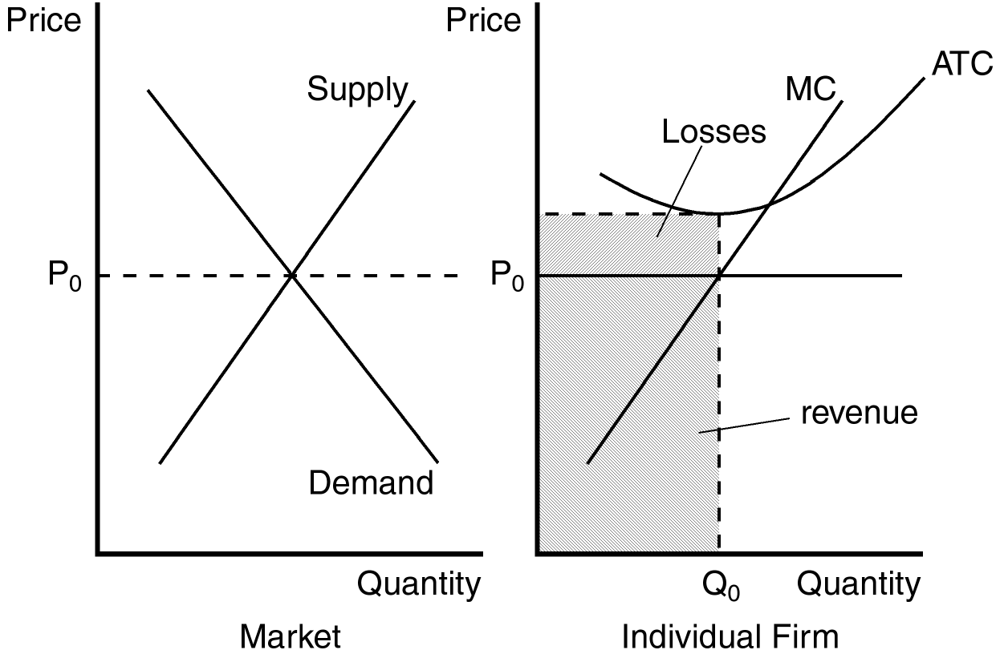 Price
Supply
P₀
Demand
Quantity
Market
Price
ATC
MC
Losses
P₀
revenue
Q₀ Quantity
Individual Firm